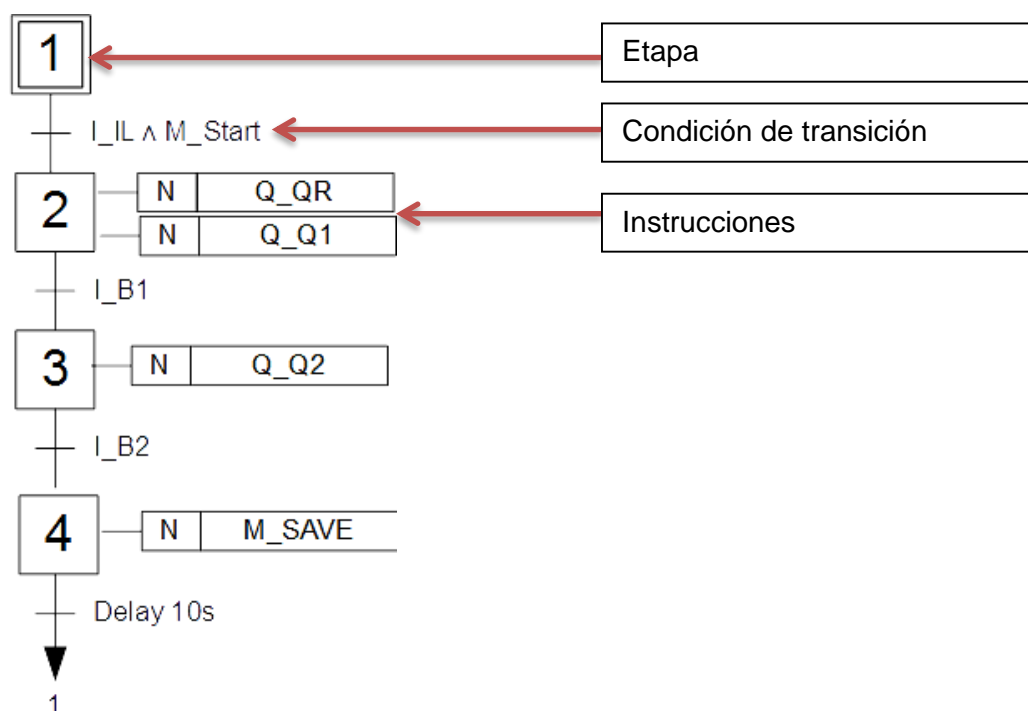 1
Etapa
I_IL ∧ M_Start
Condición de transición
2
N Q_QR
N Q_Q1
Instrucciones
I_B1
3
N Q_Q2
I_B2
4
N M_SAVE
Delay 10s
1